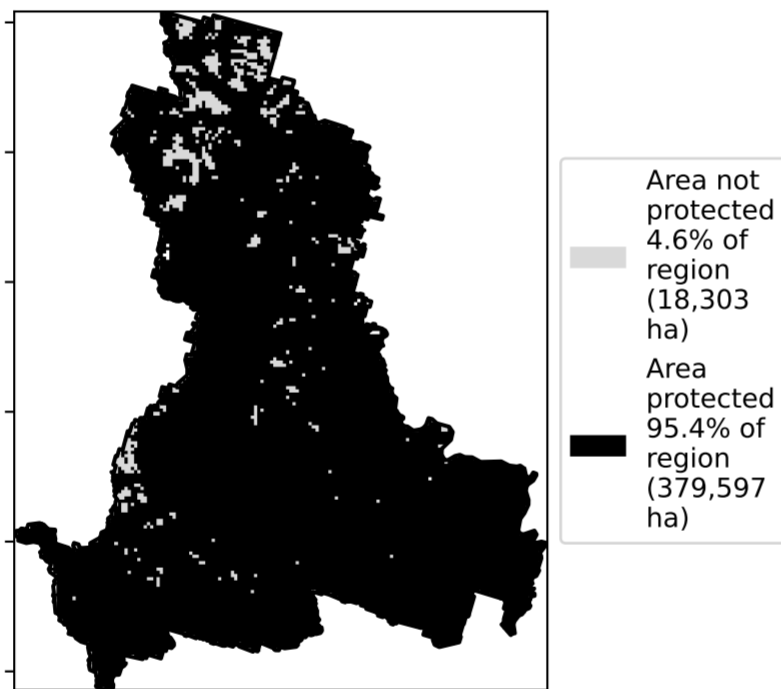 Area not
protected
4.6% of
region
(18,303
ha)
Area
protected
95.4% of
region
(379,597
ha)